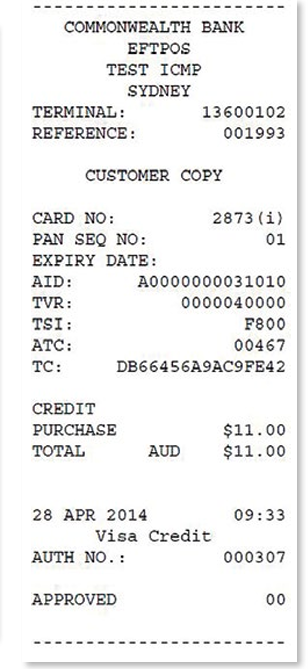 ------------------------
COMMONWEALTH BANK
EFTPOS
TEST ICMP
SYDNEY
TERMINAL: 13600102
REFERENCE: 001993
CUSTOMER COPY
CARD NO: 2873(i)
PAN SEQ NO: 01
EXPIRY DATE:
AID: A0000000031010
TVR: 0000040000
TSI: F800
ATC: 00467
TC: DB66456A9AC9FE42
CREDIT
PURCHASE $11.00
TOTAL AUD $11.00
28 APR 2014 09:33
Visa Credit
AUTH NO.: 000307
APPROVED 00
------------------------